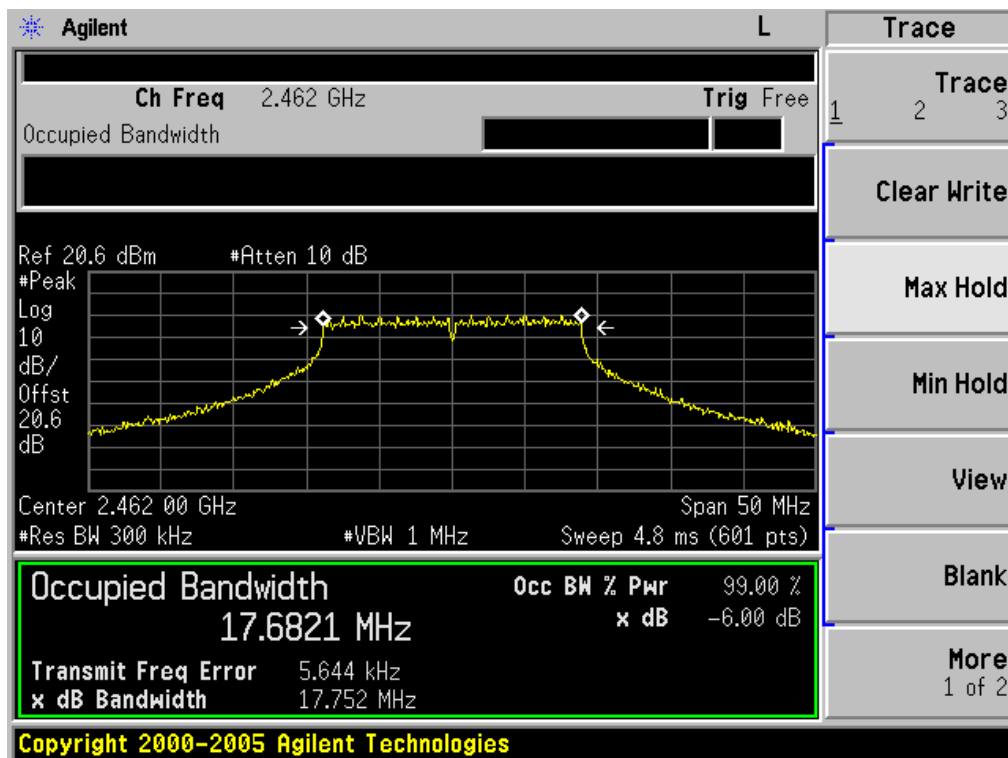 Agilent L Trace
Ch Freq 2.462 GHz Trig Free
Occupied Bandwidth
Trace
1 2 3
Clear Write
Max Hold
Min Hold
View
Blank
More
1 of 2
Ref 20.6 dBm #Atten 10 dB
#Peak
Log
10
dB/
Offst
20.6
dB
Center 2.462 00 GHz Span 50 MHz
#Res BW 300 kHz #VBW 1 MHz Sweep 4.8 ms (601 pts)
Occupied Bandwidth Occ BW % Pwr 99.00 %
17.6821 MHz x dB -6.00 dB
Transmit Freq Error 5.644 kHz
x dB Bandwidth 17.752 MHz
Copyright 2000-2005 Agilent Technologies